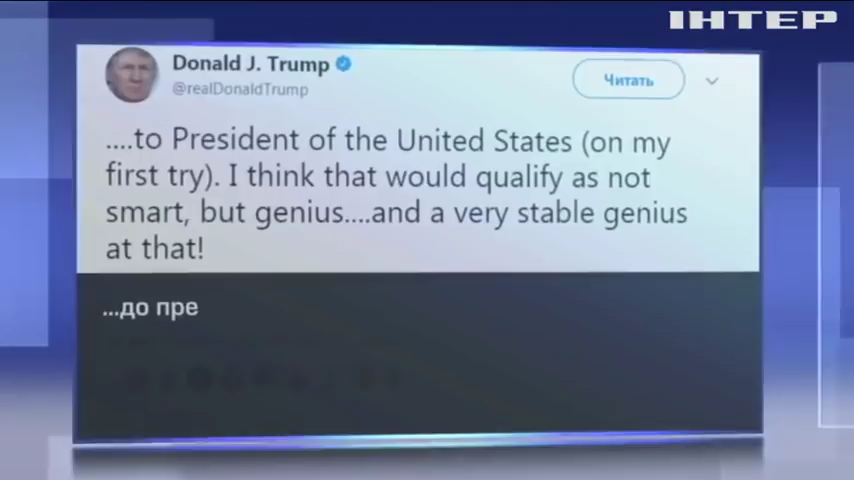 ІНТЕР
Donald J. Trump
@realDonaldTrump
Читать
....to President of the United States (on my
first try). I think that would qualify as not
smart, but genius....and a very stable genius
at that!
...до пре